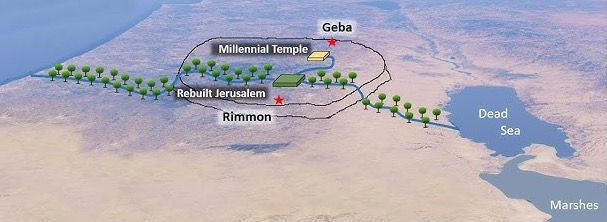 Geba
Millennial Temple
Rebuilt Jerusalem
Rimmon
Dead
Sea
Marshes